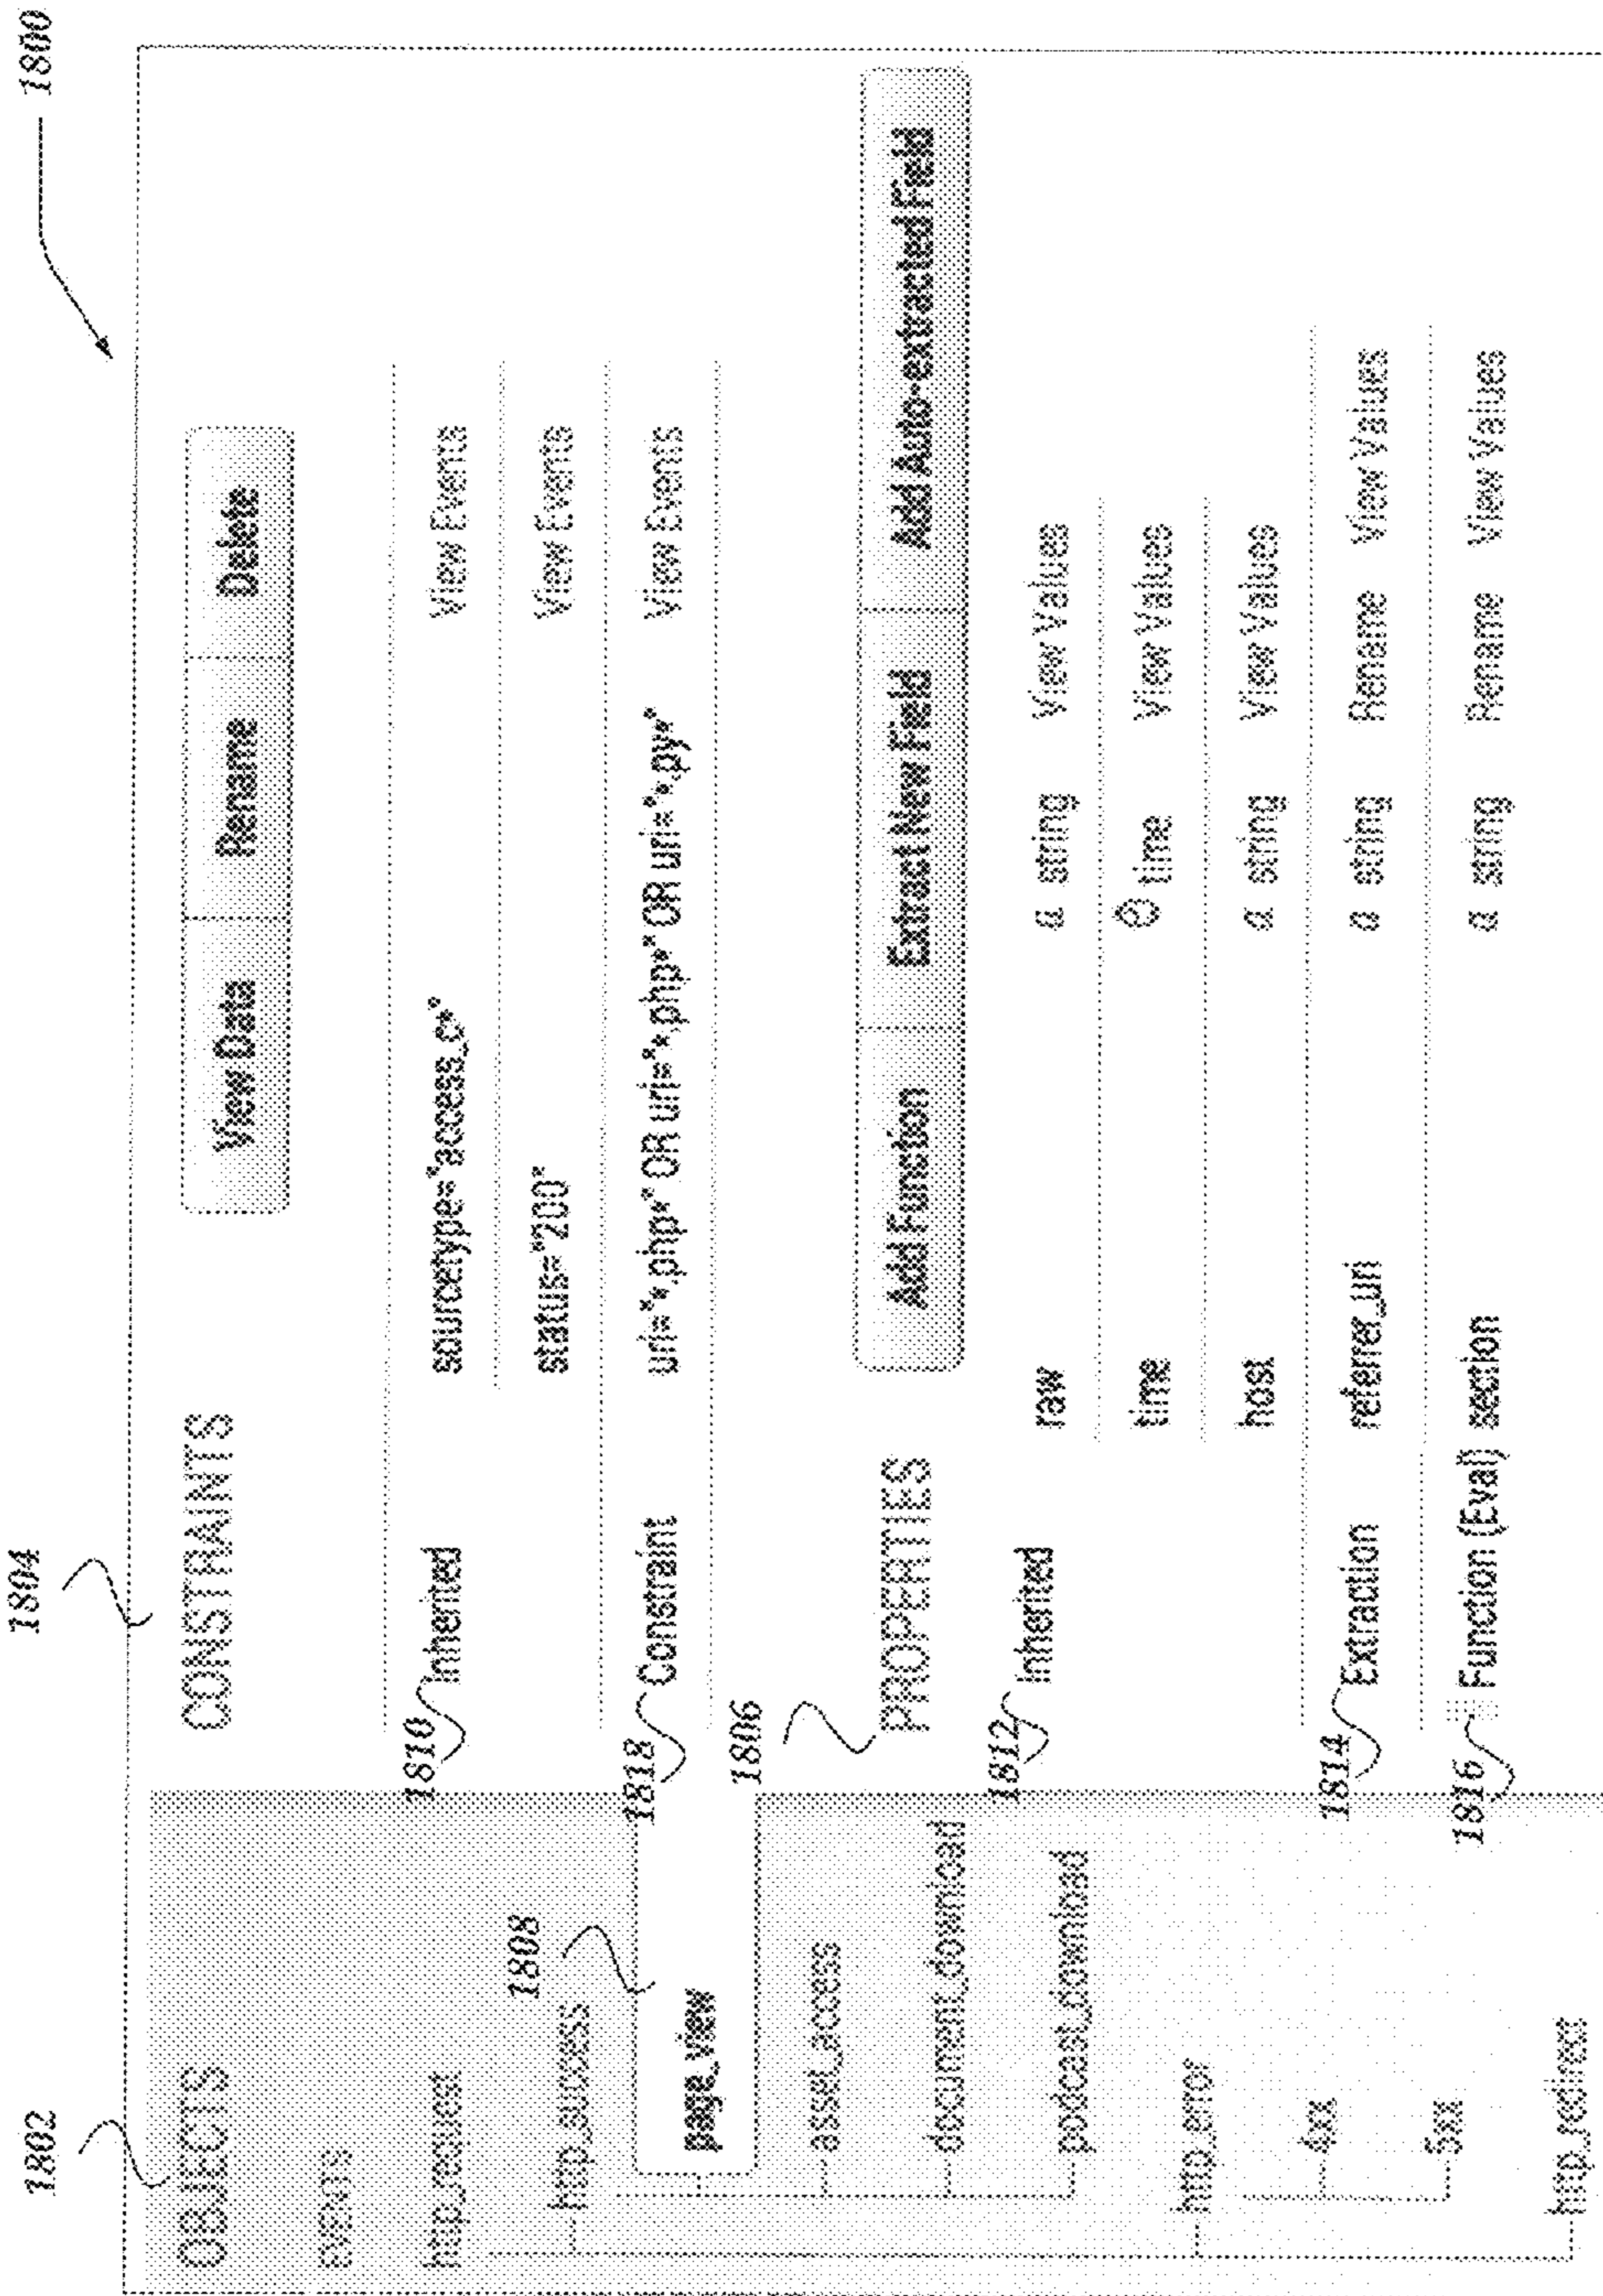 1800
1802
OBJECTS
EVENTS
http_request
http_success
1808
page_view
asset_access
document_download
podcast_download
http_error
4xx
5xx
http_redirect
1804
CONSTRAINTS
View Data Rename Delete
1810 Inherited sourcetype="access_c*" View Events
status="200" View Events
1818 Constraint uri="*.php*" OR uri="*.php*" OR uri="*.py*" View Events
1806
PROPERTIES
Add Function Extract New Field Add Auto-extracted Field
1812 Inherited raw a string View Values
time time View Values
host a string View Values
1814 Extraction referrer_uri a string Rename View Values
1816 Function (Eval) section a string Rename View Values